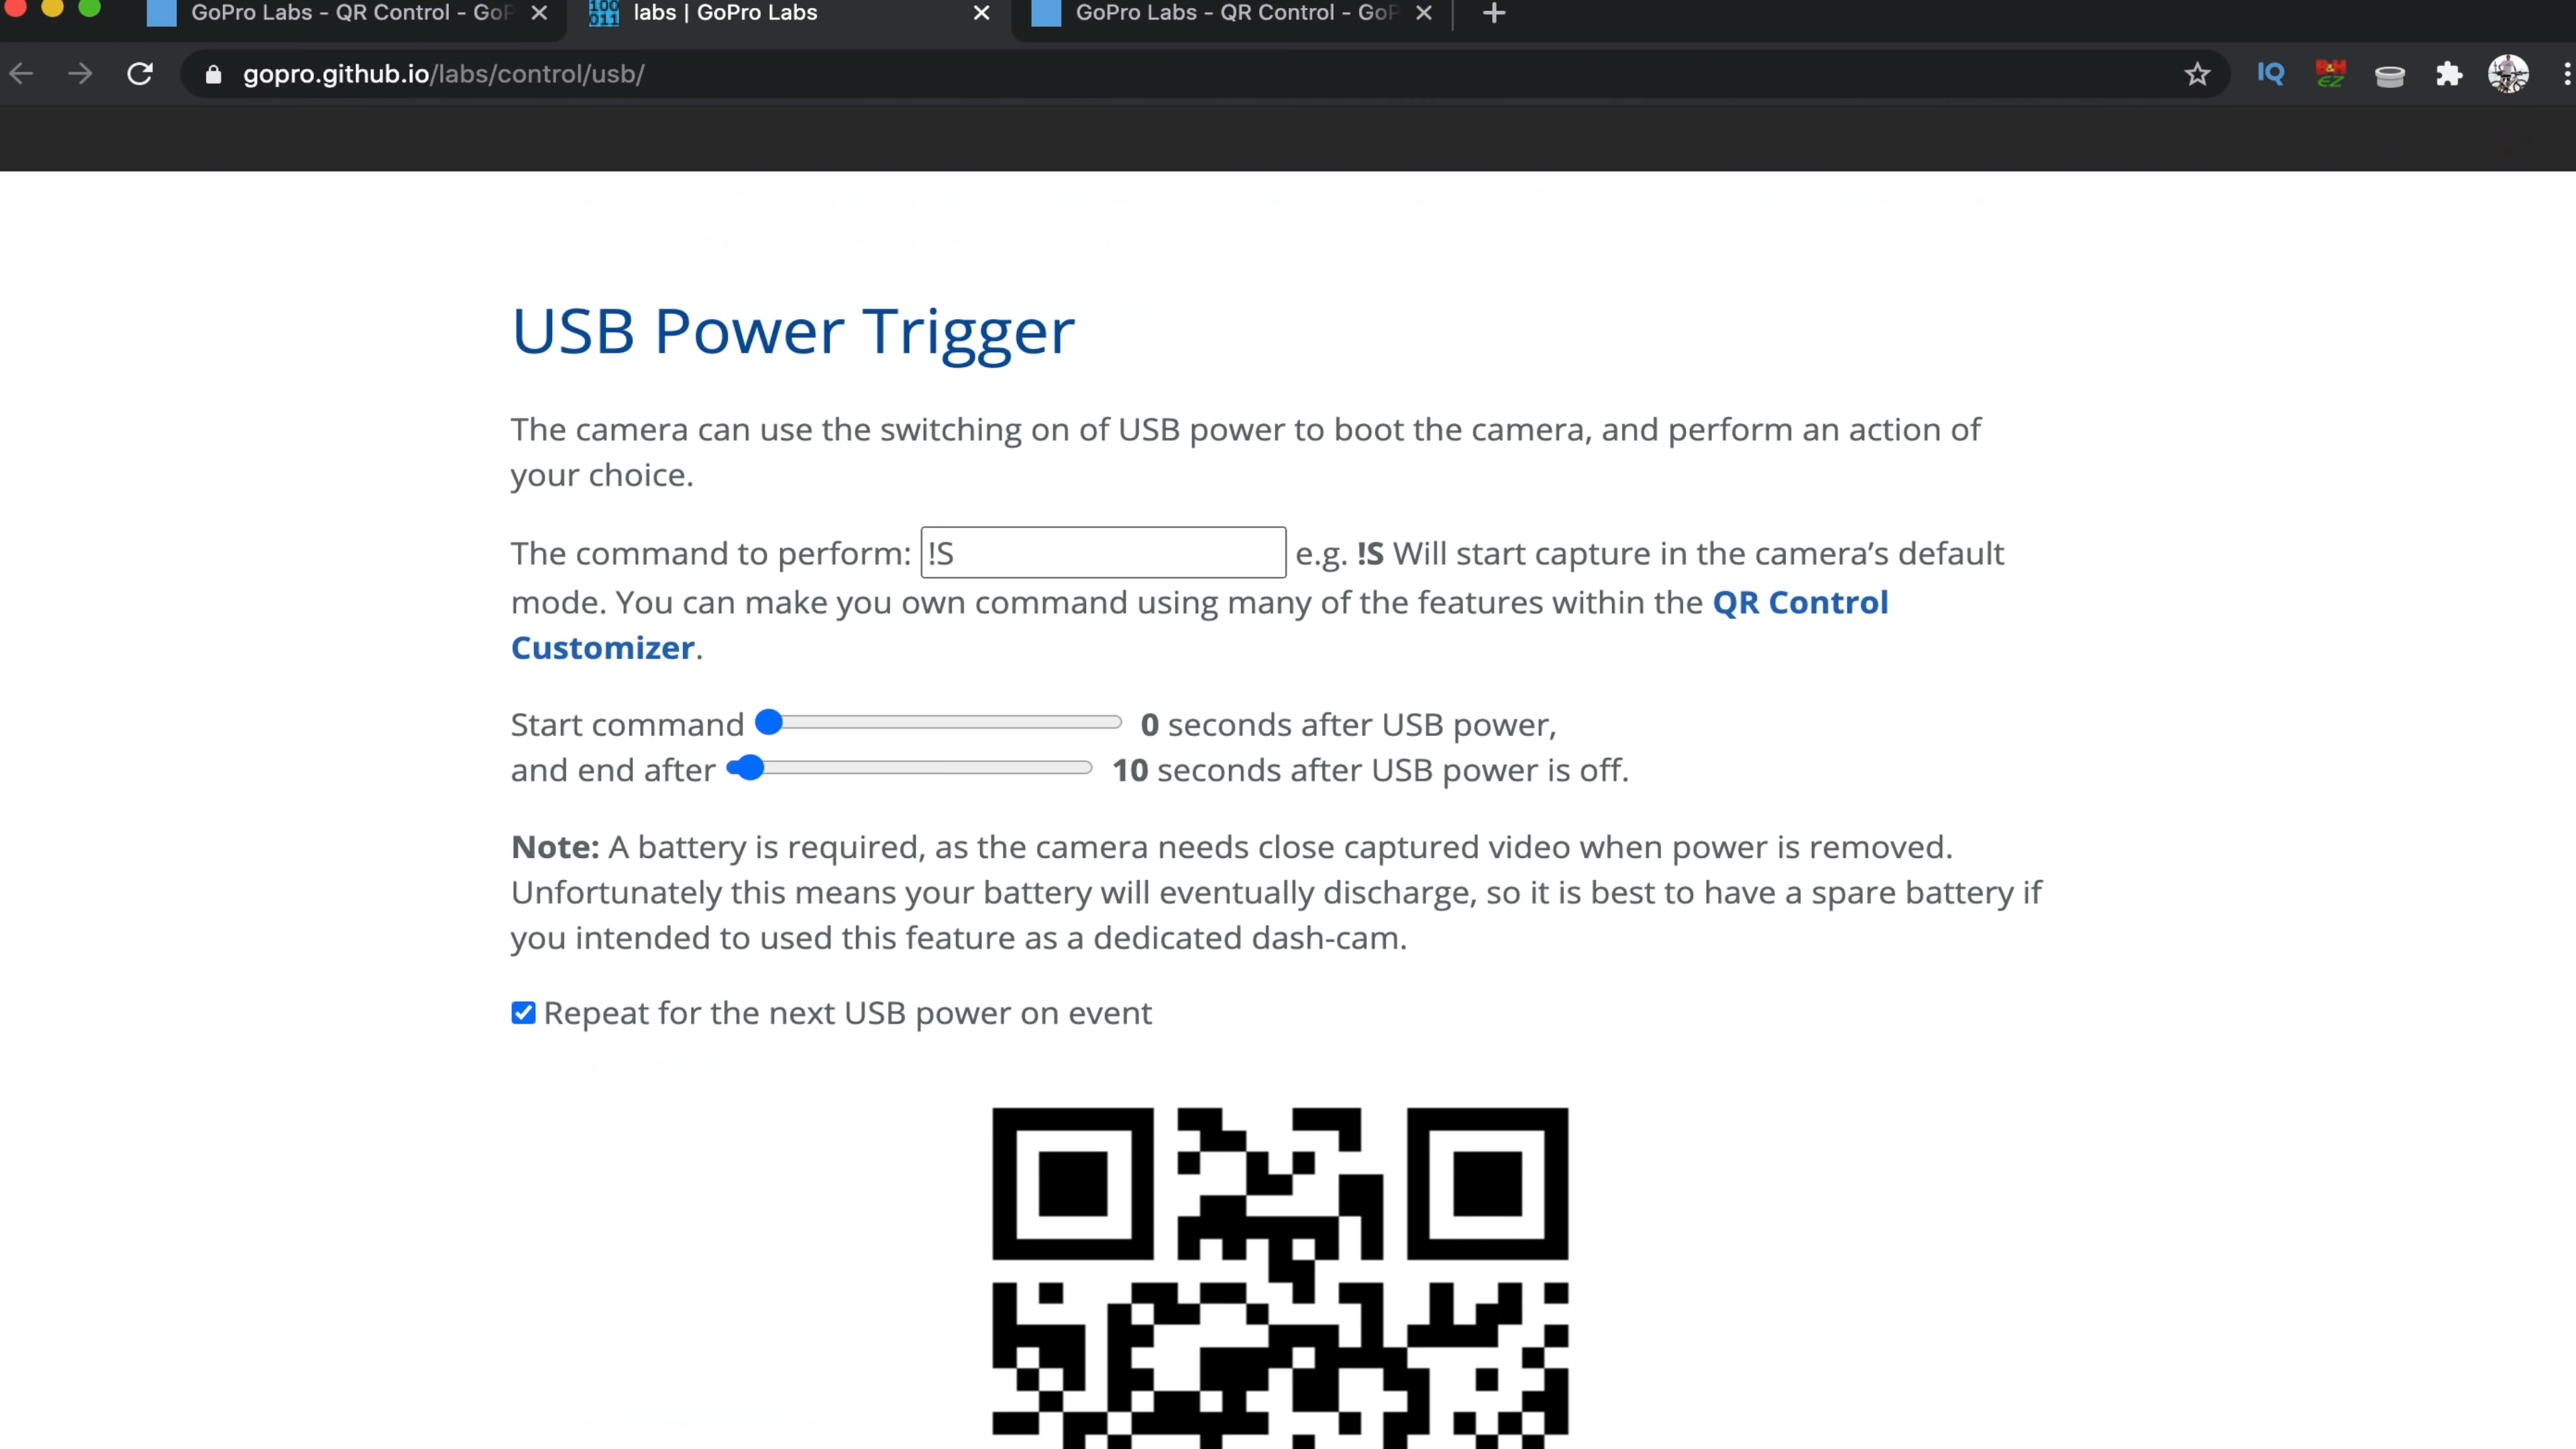 GoPro Labs - QR Control - GoP
labs | GoPro Labs
GoPro Labs - QR Control - GoP
gopro.github.io/labs/control/usb/
IQ
B&H
EZ
USB Power Trigger
The camera can use the switching on of USB power to boot the camera, and perform an action of
your choice.
The command to perform: !S e.g. !S Will start capture in the camera’s default
mode. You can make you own command using many of the features within the QR Control
Customizer.
Start command 0 seconds after USB power,
and end after 10 seconds after USB power is off.
Note: A battery is required, as the camera needs close captured video when power is removed.
Unfortunately this means your battery will eventually discharge, so it is best to have a spare battery if
you intended to used this feature as a dedicated dash-cam.
Repeat for the next USB power on event